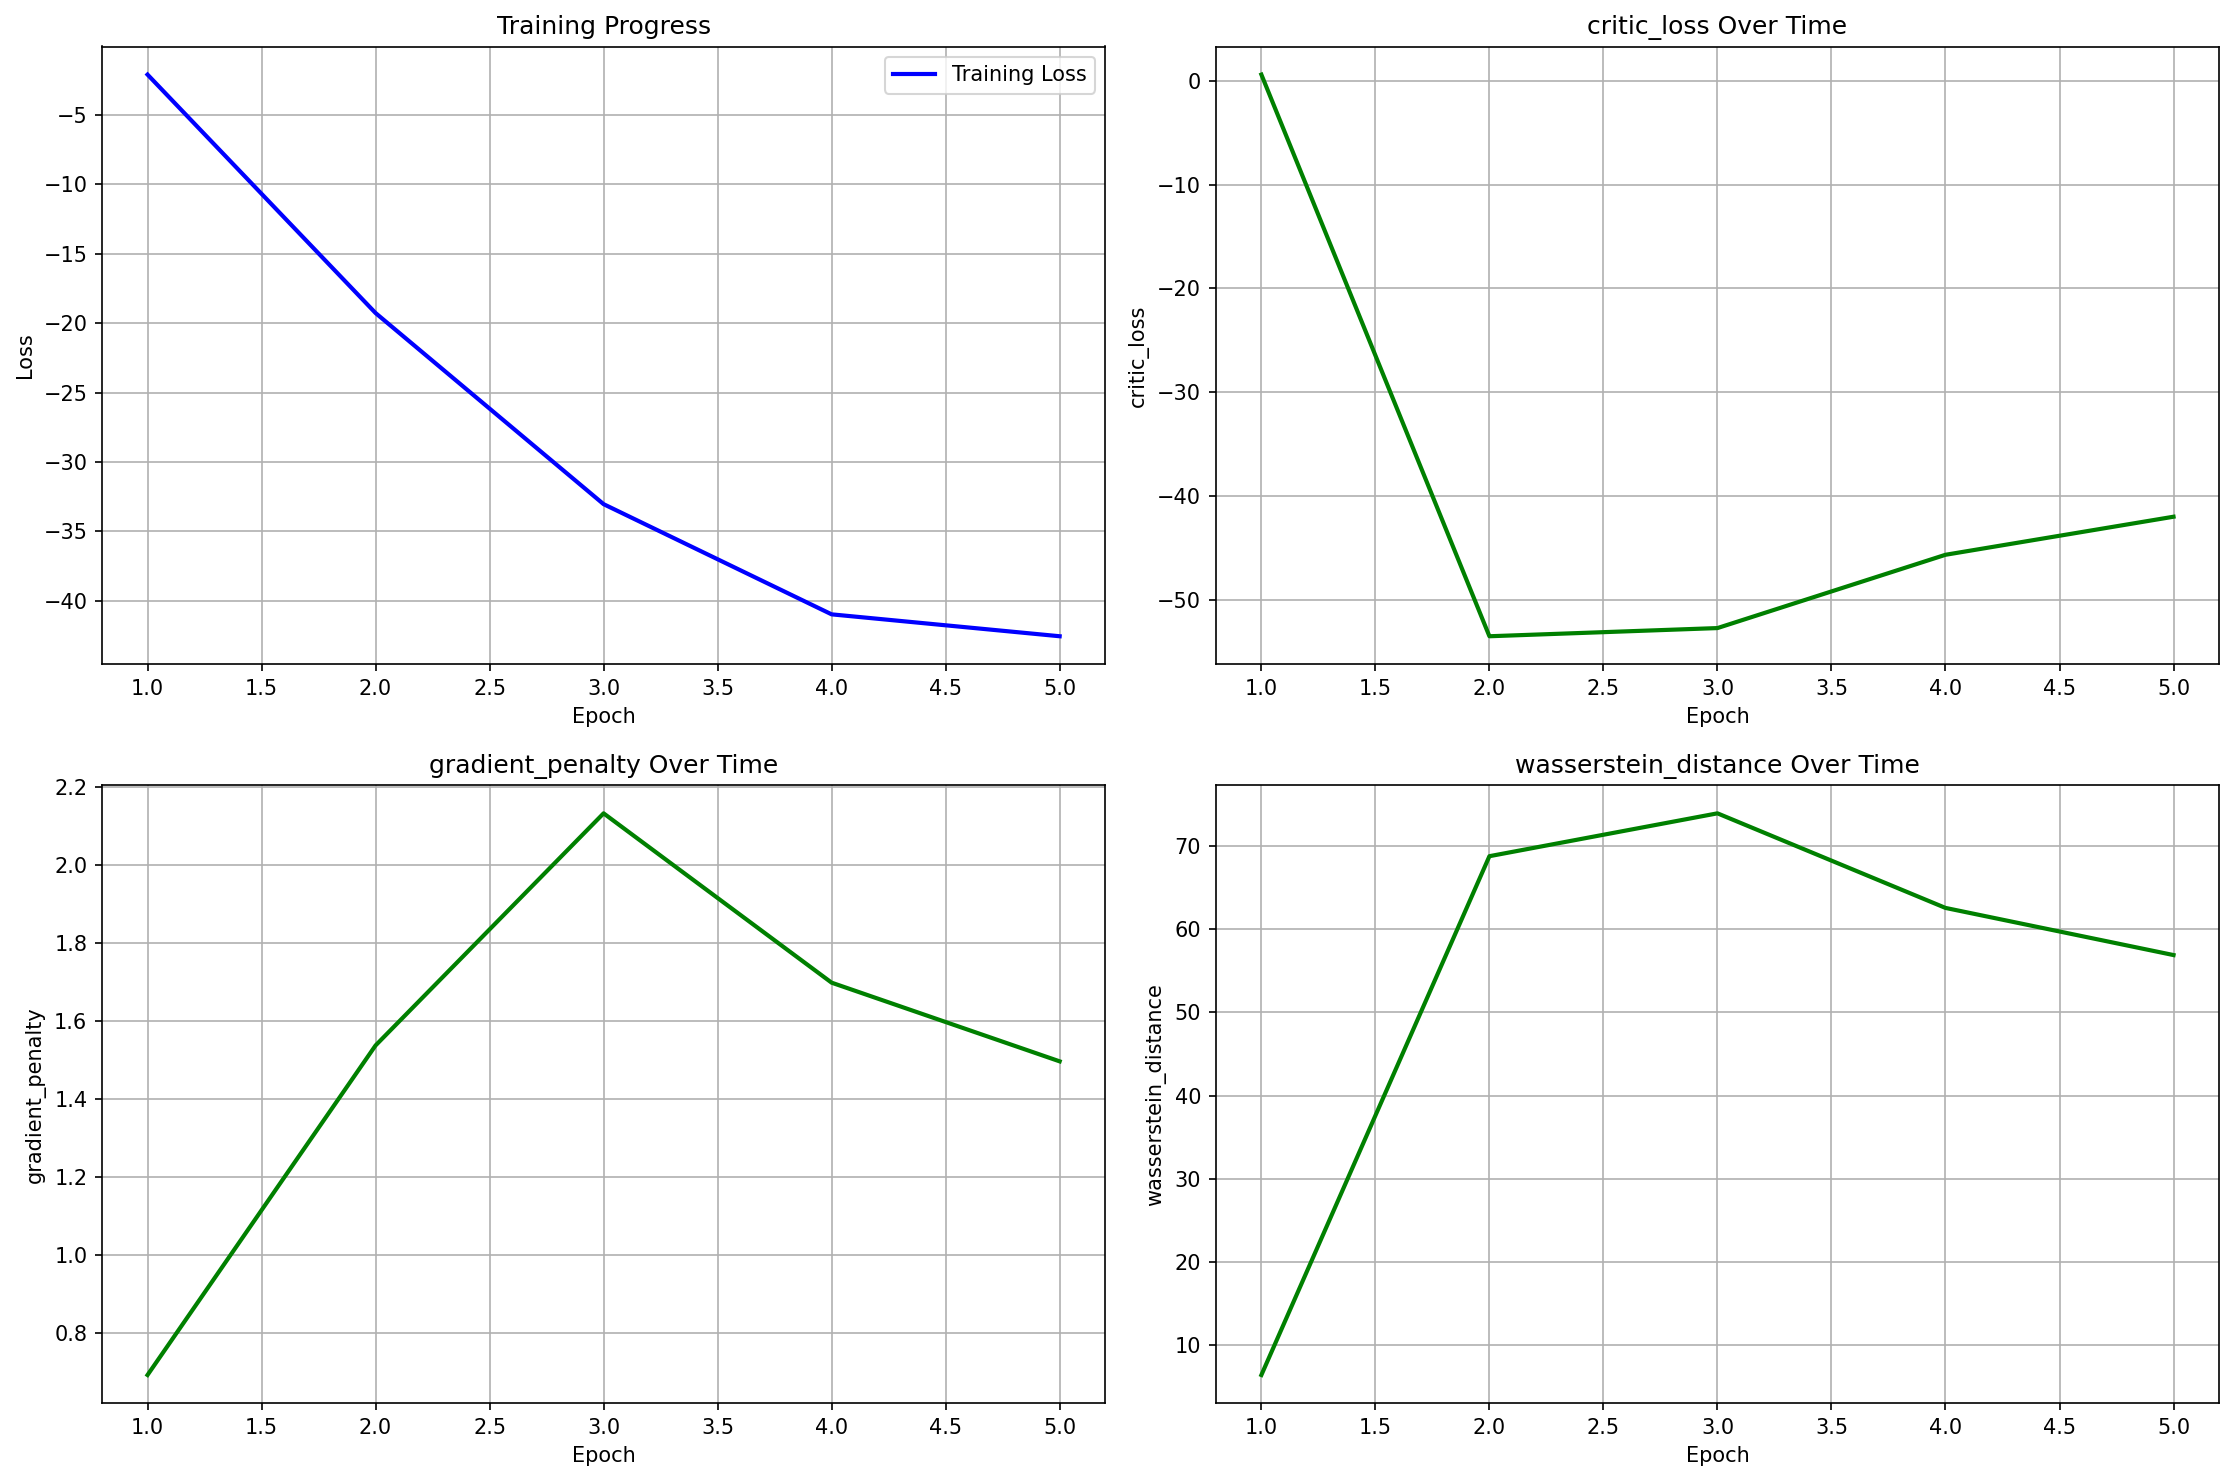 Training Progress
Training Loss
Loss
−5
−10
−15
−20
−25
−30
−35
−40
1.0 1.5 2.0 2.5 3.0 3.5 4.0 4.5 5.0
Epoch
critic_loss Over Time
critic_loss
0
−10
−20
−30
−40
−50
1.0 1.5 2.0 2.5 3.0 3.5 4.0 4.5 5.0
Epoch
gradient_penalty Over Time
gradient_penalty
2.2
2.0
1.8
1.6
1.4
1.2
1.0
0.8
1.0 1.5 2.0 2.5 3.0 3.5 4.0 4.5 5.0
Epoch
wasserstein_distance Over Time
wasserstein_distance
70
60
50
40
30
20
10
1.0 1.5 2.0 2.5 3.0 3.5 4.0 4.5 5.0
Epoch